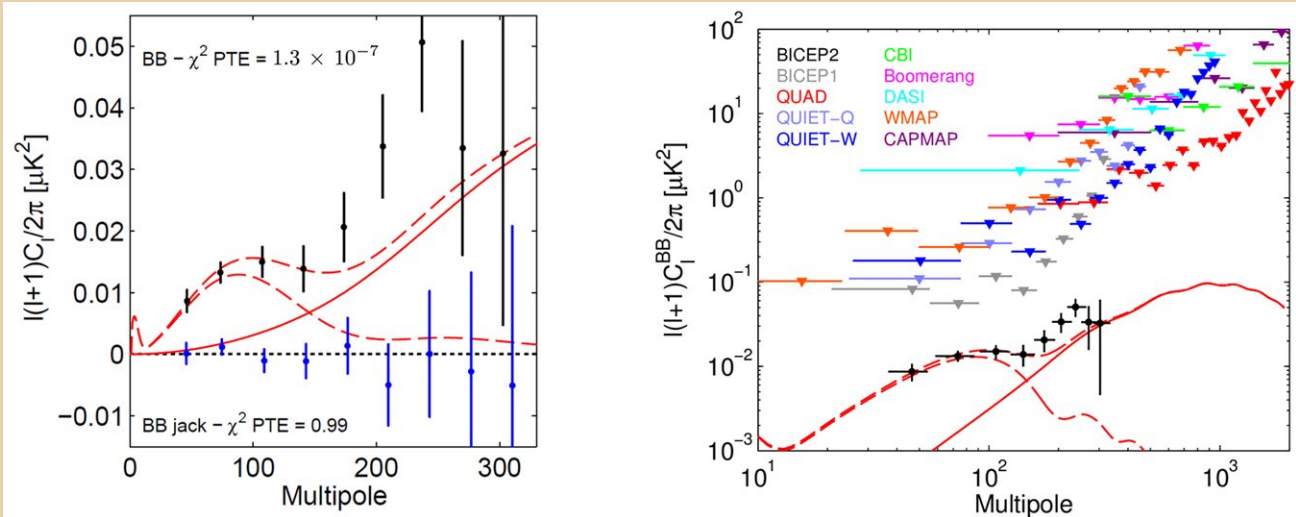 BB − χ² PTE = 1.3 × 10⁻⁷
BB jack − χ² PTE = 0.99
l(l+1)Cₗ/2π [μK²]
0.05
0.04
0.03
0.02
0.01
0
−0.01
0 100 200 300
Multipole
BICEP2 CBI
BICEP1 Boomerang
QUAD DASI
QUIET−Q WMAP
QUIET−W CAPMAP
l(l+1)Cₗᴮᴮ/2π [μK²]
10²
10¹
10⁰
10⁻¹
10⁻²
10⁻³
10¹ 10² 10³
Multipole